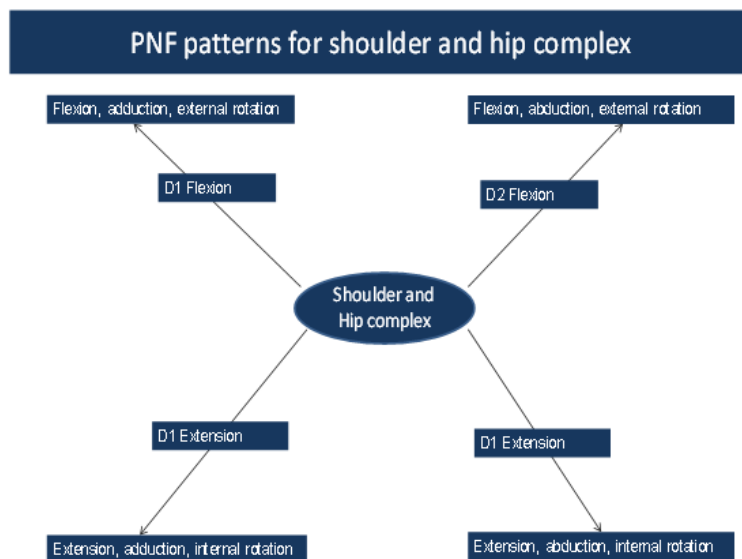 PNF patterns for shoulder and hip complex
Flexion, adduction, external rotation
Flexion, abduction, external rotation
D1 Flexion
D2 Flexion
Shoulder and
Hip complex
D1 Extension
D1 Extension
Extension, adduction, internal rotation
Extension, abduction, internal rotation